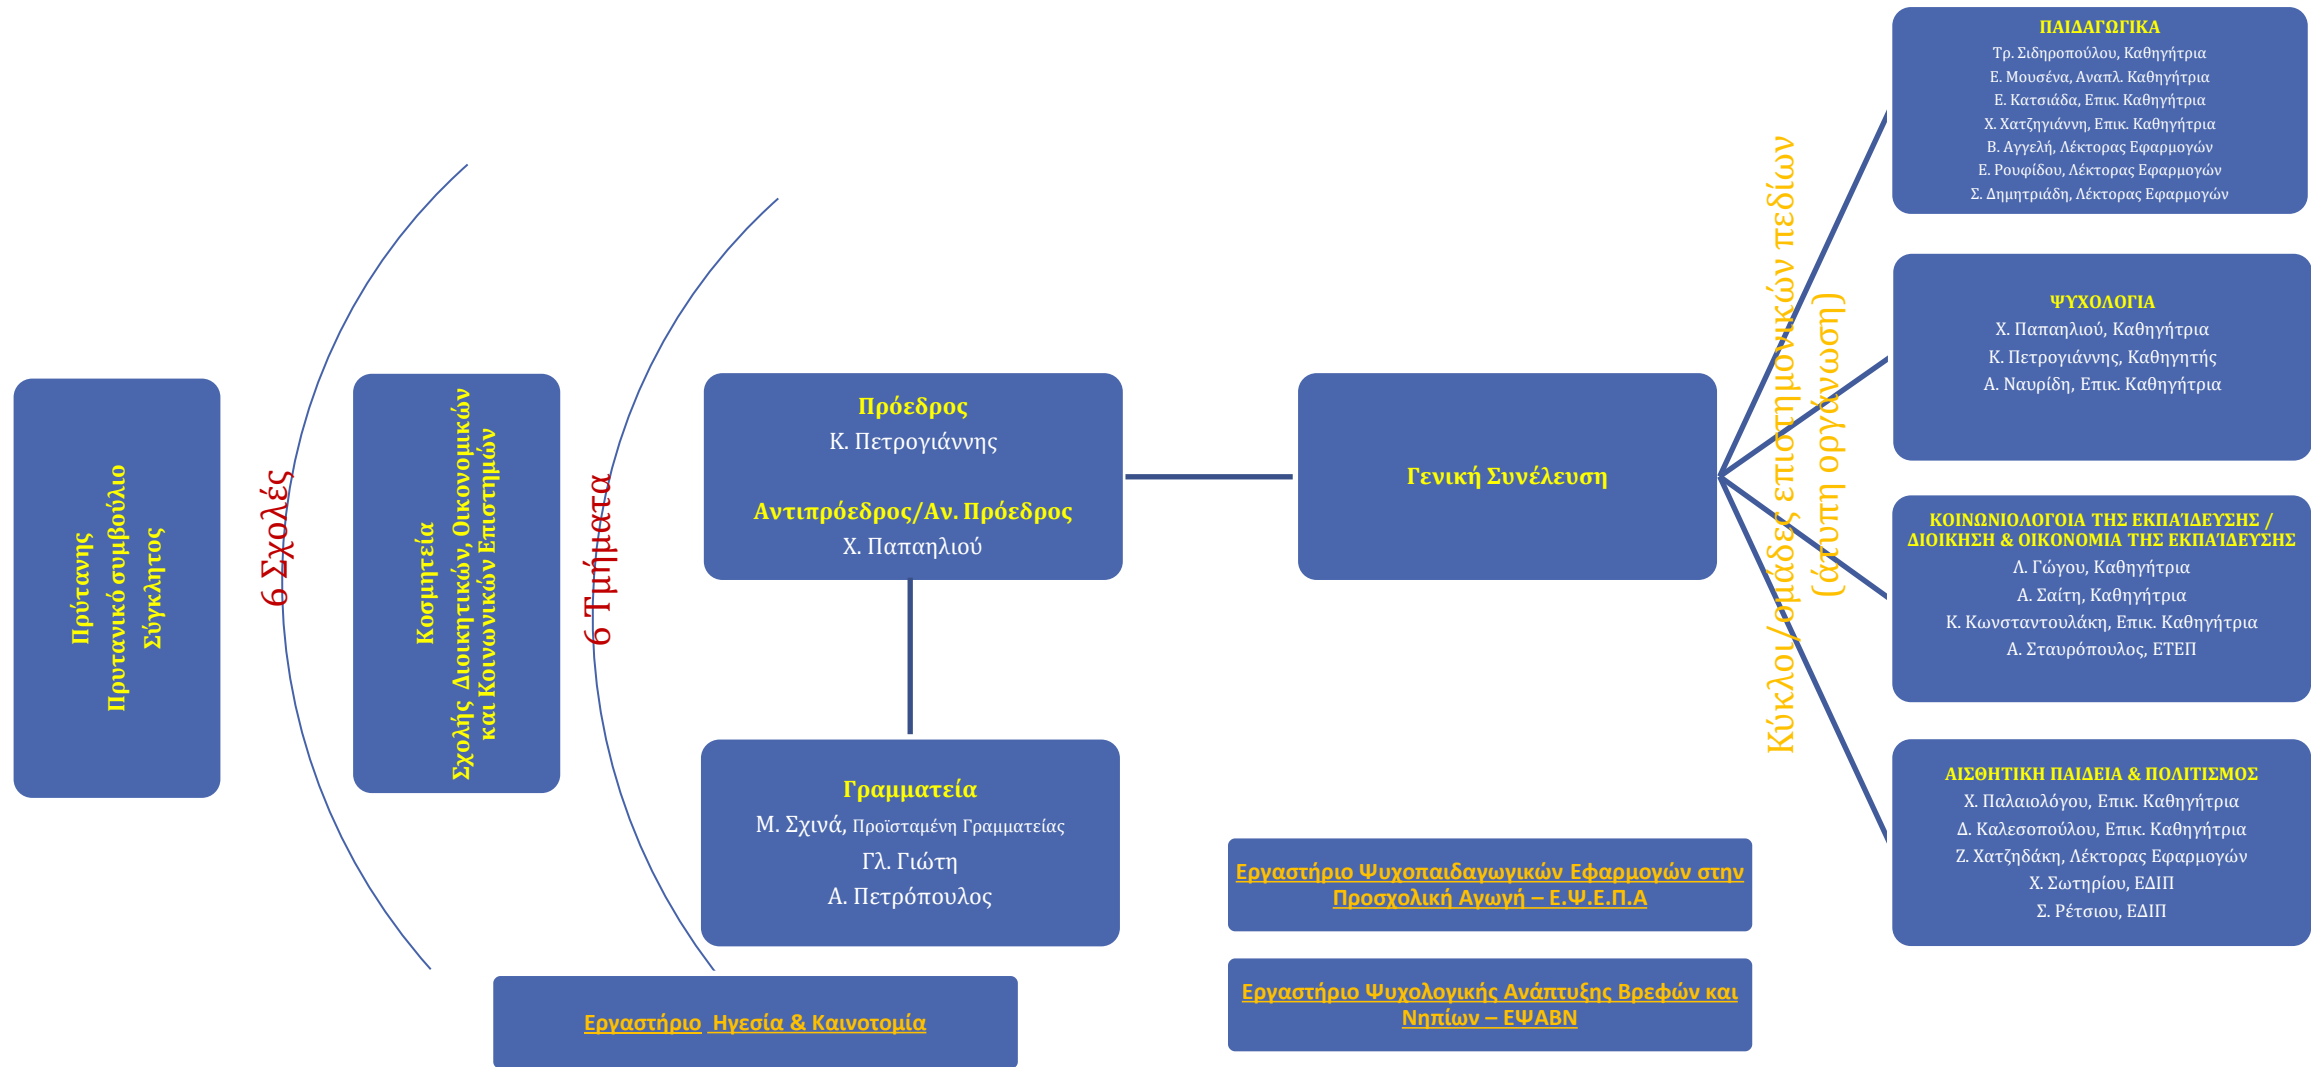 Πρύτανης
Πρυτανικό συμβούλιο
Σύγκλητος
6 Σχολές
Κοσμητεία
Σχολής Διοικητικών, Οικονομικών
και Κοινωνικών Επιστημών
6 Τμήματα
Πρόεδρος
Κ. Πετρογιάννης
Αντιπρόεδρος/Αν. Πρόεδρος
Χ. Παπαηλιού
Γραμματεία
Μ. Σχινά, Προϊσταμένη Γραμματείας
Γλ. Γιώτη
Α. Πετρόπουλος
Εργαστήριο Ηγεσία & Καινοτομία
Γενική Συνέλευση
Εργαστήριο Ψυχοπαιδαγωγικών Εφαρμογών στην
Προσχολική Αγωγή – Ε.Ψ.Ε.Π.Α
Εργαστήριο Ψυχολογικής Ανάπτυξης Βρεφών και
Νηπίων – ΕΨΑΒΝ
Κύκλοι/ομάδες επιστημονικών πεδίων
(άτυπη οργάνωση)
ΠΑΙΔΑΓΩΓΙΚΑ
Τρ. Σιδηροπούλου, Καθηγήτρια
Ε. Μουσένα, Αναπλ. Καθηγήτρια
Ε. Κατσιάδα, Επικ. Καθηγήτρια
Χ. Χατζηγιάννη, Επικ. Καθηγήτρια
Β. Αγγελή, Λέκτορας Εφαρμογών
Ε. Ρουφίδου, Λέκτορας Εφαρμογών
Σ. Δημητριάδη, Λέκτορας Εφαρμογών
ΨΥΧΟΛΟΓΙΑ
Χ. Παπαηλιού, Καθηγήτρια
Κ. Πετρογιάννης, Καθηγητής
Α. Ναυρίδη, Επικ. Καθηγήτρια
ΚΟΙΝΩΝΙΟΛΟΓΟΙΑ ΤΗΣ ΕΚΠΑΊΔΕΥΣΗΣ /
ΔΙΟΙΚΗΣΗ & ΟΙΚΟΝΟΜΙΑ ΤΗΣ ΕΚΠΑΊΔΕΥΣΗΣ
Λ. Γώγου, Καθηγήτρια
Α. Σαίτη, Καθηγήτρια
Κ. Κωνσταντουλάκη, Επικ. Καθηγήτρια
Α. Σταυρόπουλος, ΕΤΕΠ
ΑΙΣΘΗΤΙΚΗ ΠΑΙΔΕΙΑ & ΠΟΛΙΤΙΣΜΟΣ
Χ. Παλαιολόγου, Επικ. Καθηγήτρια
Δ. Καλεσοπούλου, Επικ. Καθηγήτρια
Ζ. Χατζηδάκη, Λέκτορας Εφαρμογών
Χ. Σωτηρίου, ΕΔΙΠ
Σ. Ρέτσιου, ΕΔΙΠ